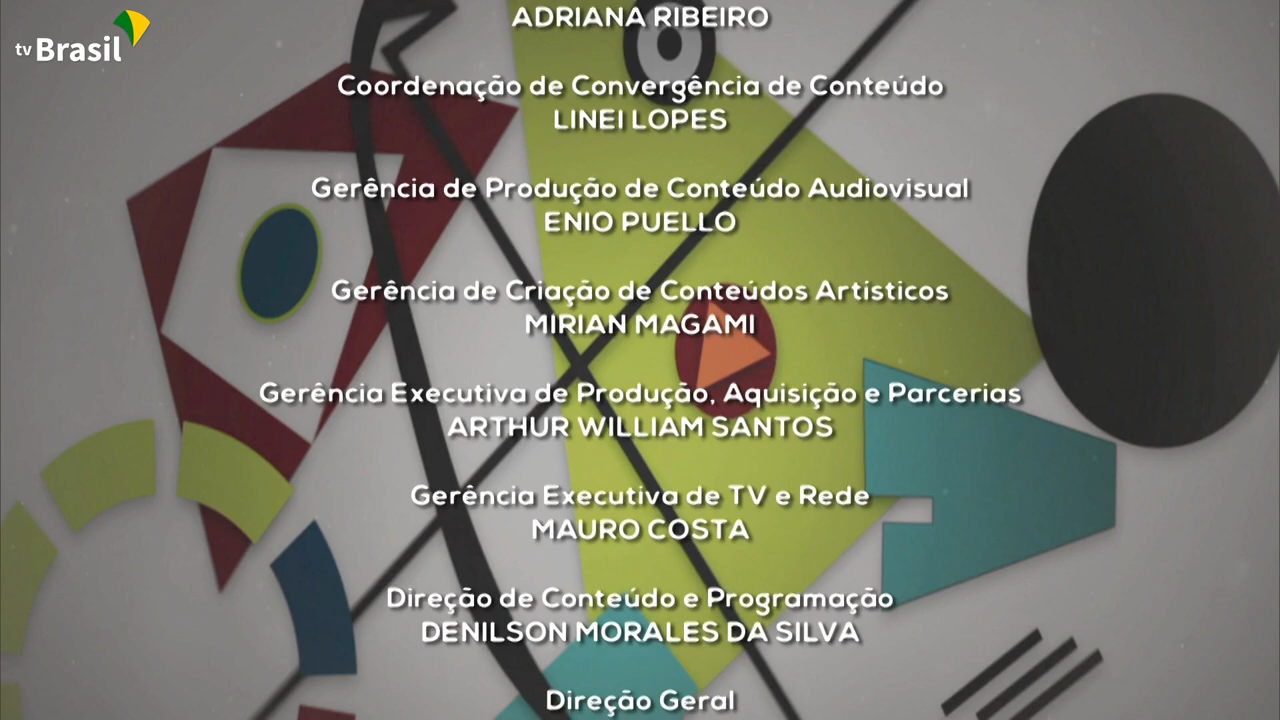 tv Brasil
ADRIANA RIBEIRO
Coordenação de Convergência de Conteúdo
LINEI LOPES
Gerência de Produção de Conteúdo Audiovisual
ENIO PUELLO
Gerência de Criação de Conteúdos Artísticos
MIRIAN MAGAMI
Gerência Executiva de Produção, Aquisição e Parcerias
ARTHUR WILLIAM SANTOS
Gerência Executiva de TV e Rede
MAURO COSTA
Direção de Conteúdo e Programação
DENILSON MORALES DA SILVA
Direção Geral